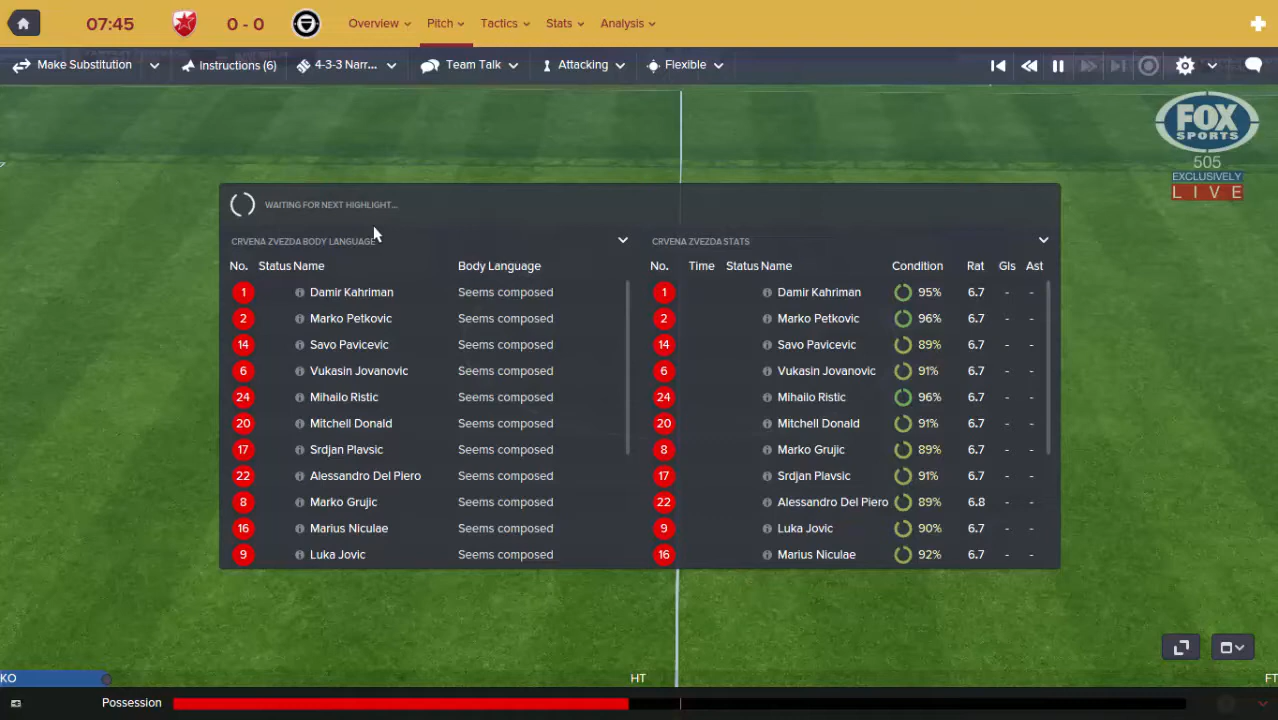 07:45 0 - 0 Overview Pitch Tactics Stats Analysis
Make Substitution Instructions (6) 4-3-3 Narr... Team Talk Attacking Flexible
FOX
SPORTS
505
EXCLUSIVELY
LIVE
WAITING FOR NEXT HIGHLIGHT...
CRVENA ZVEZDA BODY LANGUAGE
No. Status Name Body Language
1 Damir Kahriman Seems composed
2 Marko Petkovic Seems composed
14 Savo Pavicevic Seems composed
6 Vukasin Jovanovic Seems composed
24 Mihailo Ristic Seems composed
20 Mitchell Donald Seems composed
17 Srdjan Plavsic Seems composed
22 Alessandro Del Piero Seems composed
8 Marko Grujic Seems composed
16 Marius Niculae Seems composed
9 Luka Jovic Seems composed
CRVENA ZVEZDA STATS
No. Time Status Name Condition Rat Gls Ast
1 Damir Kahriman 95% 6.7 - -
2 Marko Petkovic 96% 6.7 - -
14 Savo Pavicevic 89% 6.7 - -
6 Vukasin Jovanovic 91% 6.7 - -
24 Mihailo Ristic 96% 6.7 - -
20 Mitchell Donald 91% 6.7 - -
8 Marko Grujic 89% 6.7 - -
17 Srdjan Plavsic 91% 6.7 - -
22 Alessandro Del Piero 89% 6.8 - -
9 Luka Jovic 90% 6.7 - -
16 Marius Niculae 92% 6.7 - -
KO HT FT
Possession